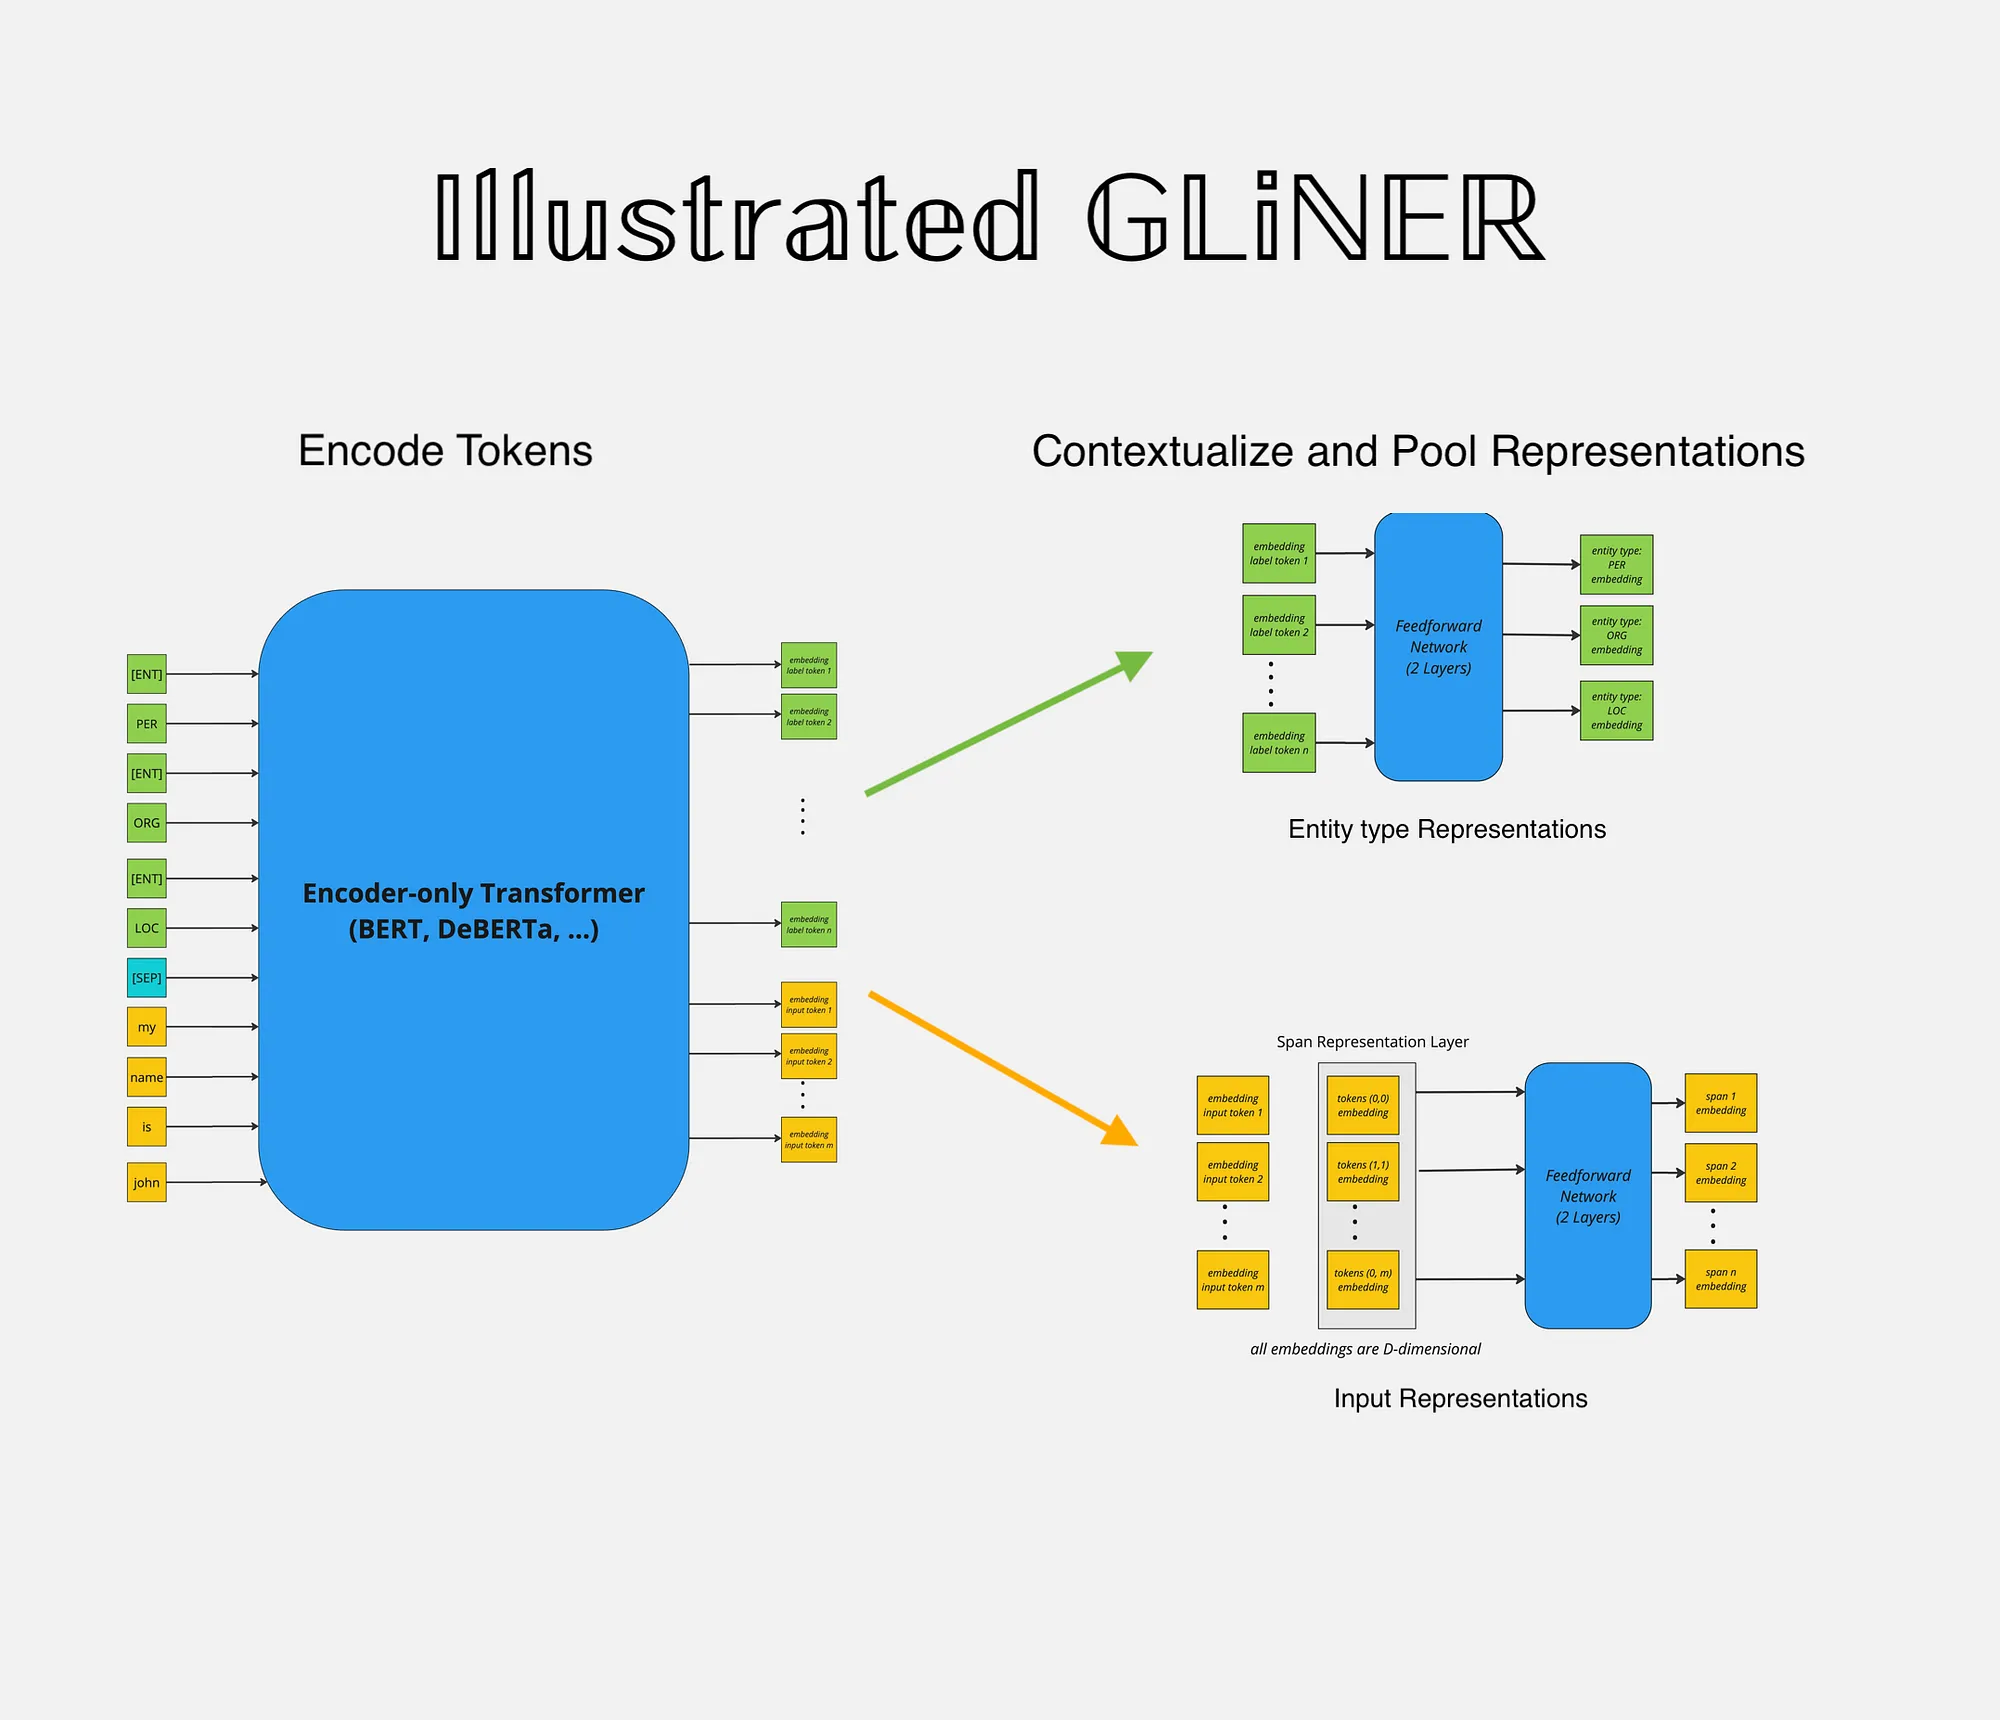 Illustrated GLiNER
Encode Tokens
[ENT]
PER
[ENT]
ORG
[ENT]
LOC
[SEP]
my
name
is
john
Encoder-only Transformer
(BERT, DeBERTa, ...)
embedding
label token 1
embedding
label token 2
embedding
label token n
embedding
input token 1
embedding
input token 2
embedding
input token m
Contextualize and Pool Representations
embedding
label token 1
embedding
label token 2
embedding
label token n
Feedforward
Network
(2 Layers)
entity type:
PER
embedding
entity type:
ORG
embedding
entity type:
LOC
embedding
Entity type Representations
Span Representation Layer
embedding
input token 1
embedding
input token 2
embedding
input token m
tokens (0,0)
embedding
tokens (1,1)
embedding
tokens (0, m)
embedding
Feedforward
Network
(2 Layers)
span 1
embedding
span 2
embedding
span n
embedding
all embeddings are D-dimensional
Input Representations